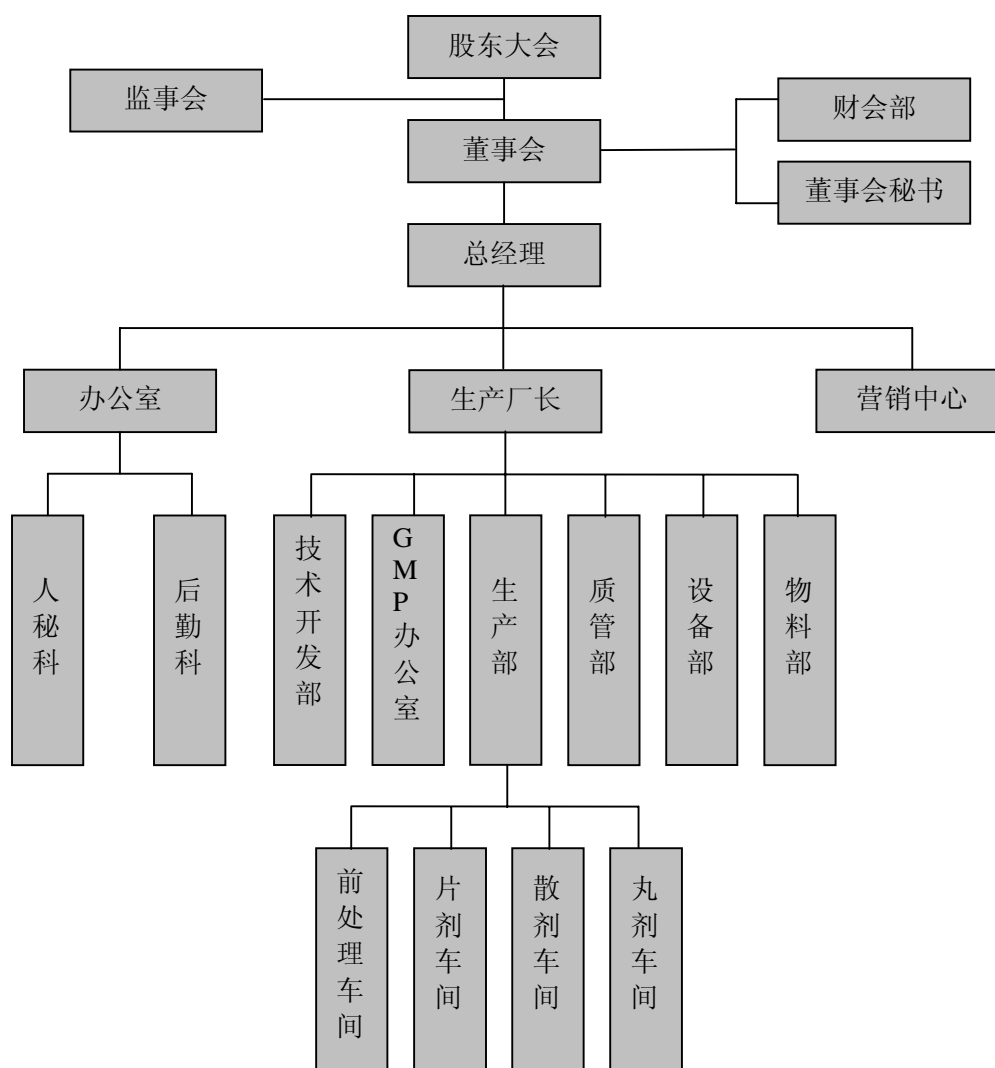 股东大会
监事会
财会部
董事会
董事会秘书
总经理
办公室
生产厂长
营销中心
人秘科
后勤科
技术开发部
GMP办公室
生产部
质管部
设备部
物料部
前处理车间
片剂车间
散剂车间
丸剂车间